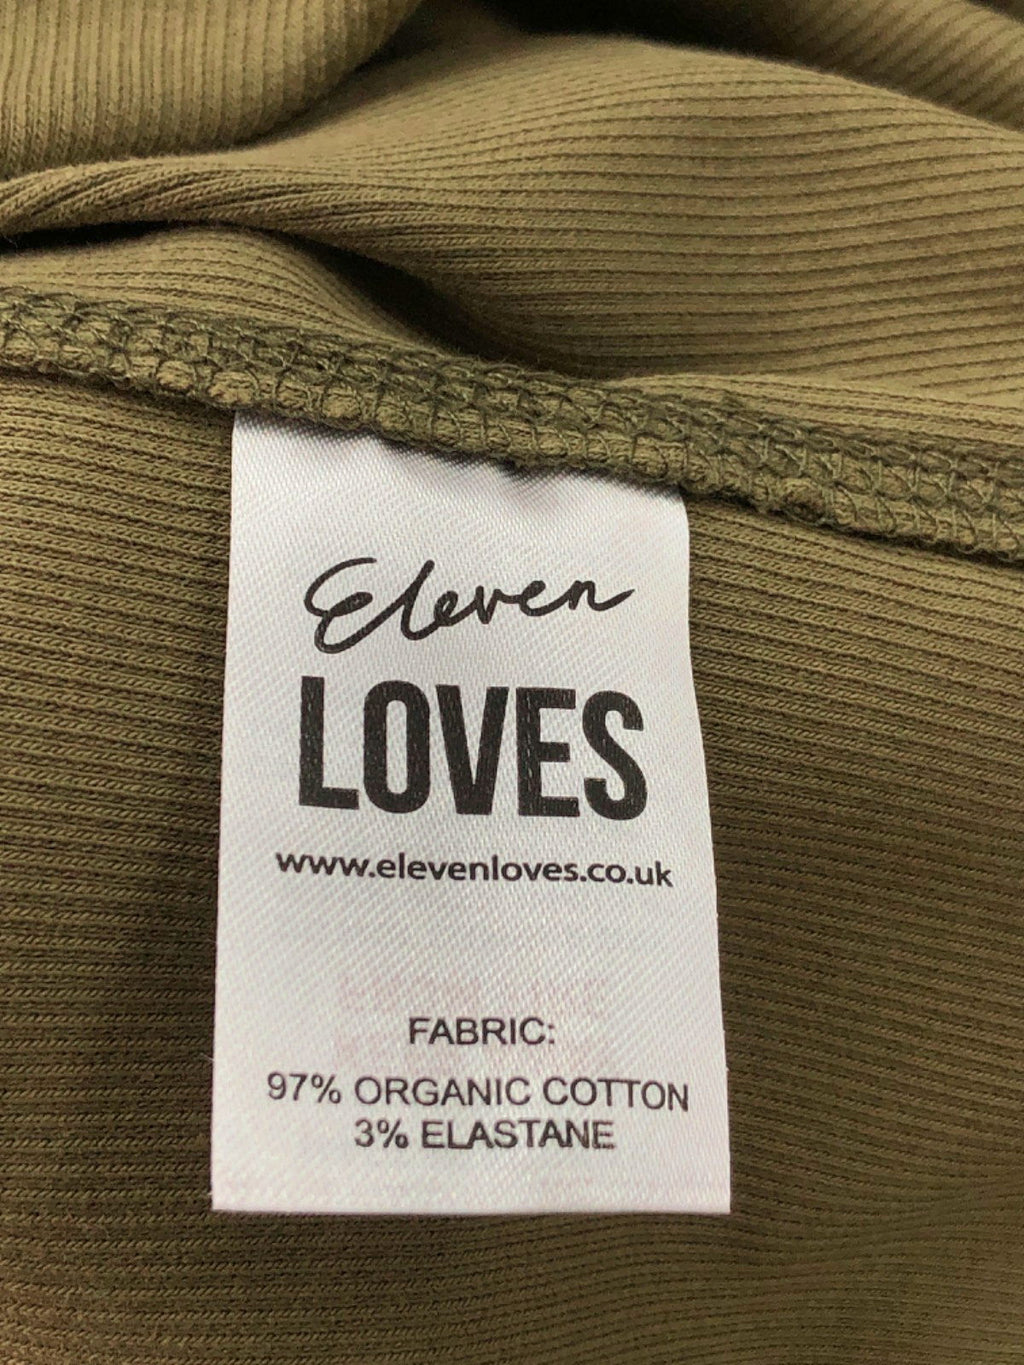 Eleven
LOVES
www.elevenloves.co.uk
FABRIC:
97% ORGANIC COTTON
3% ELASTANE